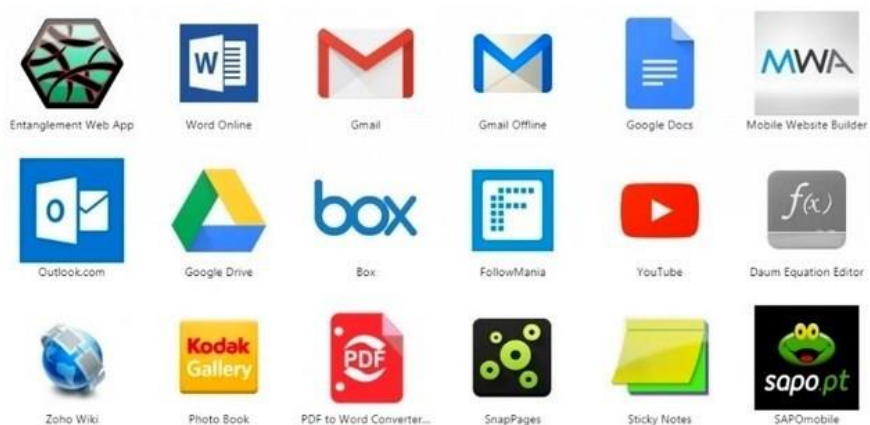 W
MWA
Entanglement Web App
Word Online
Gmail
Gmail Offline
Google Docs
Mobile Website Builder
O
box
F
f(x)
Outlook.com
Google Drive
Box
FollowMania
YouTube
Daum Equation Editor
Kodak
Gallery
PDF
sapo.pt
Zoho Wiki
Photo Book
PDF to Word Converter...
SnapPages
Sticky Notes
SAPOmobile